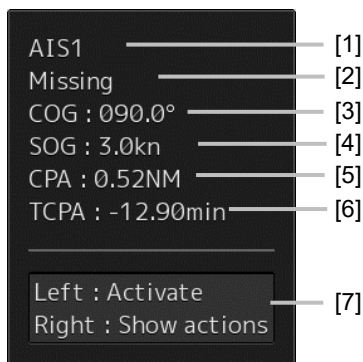 AIS1 [1]
Missing [2]
COG : 090.0° [3]
SOG : 3.0kn [4]
CPA : 0.52NM [5]
TCPA : -12.90min [6]
Left : Activate [7]
Right : Show actions